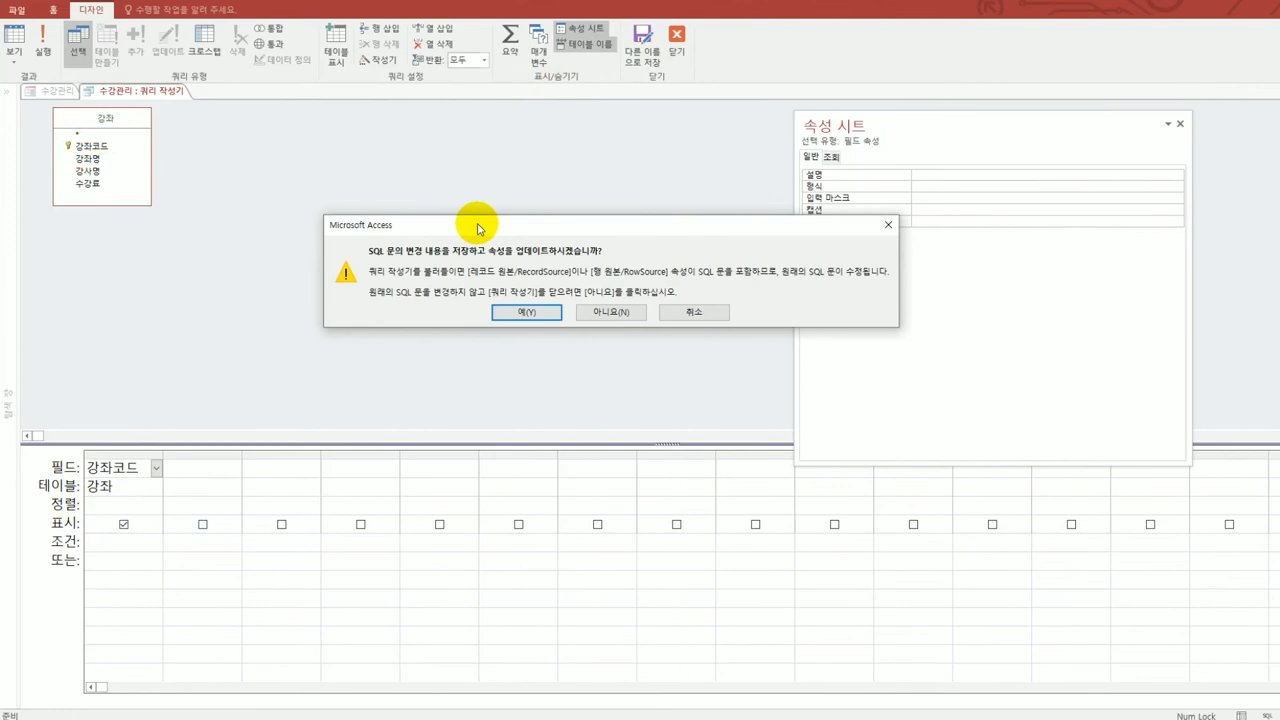 파일 홈 디자인 수행할 작업을 알려 주세요.
보기 실행 선택 테이블 만들기 추가 업데이트 크로스탭 삭제
통합
통과
데이터 정의
테이블 표시
행 삽입
행 삭제
작성기
열 삽입
열 삭제
반환: 모두
요약 매개 변수
속성 시트
테이블 이름
다른 이름으로 저장 닫기
결과 쿼리 유형 쿼리 설정 표시/숨기기 닫기
수강관리 수강관리 : 쿼리 작성기
강좌
*
강좌코드
강좌명
강사명
수강료
속성 시트
선택 유형: 필드 속성
일반 조회
설명
형식
입력 마스크
캡션
Microsoft Access
SQL 문의 변경 내용을 저장하고 속성을 업데이트하시겠습니까?
쿼리 작성기를 불러들이면 [레코드 원본/RecordSource]이나 [행 원본/RowSource] 속성이 SQL 문을 포함하므로, 원래의 SQL 문이 수정됩니다.
원래의 SQL 문을 변경하지 않고 [쿼리 작성기]를 닫으려면 [아니요]를 클릭하십시오.
예(Y) 아니요(N) 취소
필드: 강좌코드
테이블: 강좌
정렬:
표시:
조건:
또는:
준비
Num Lock
SQL